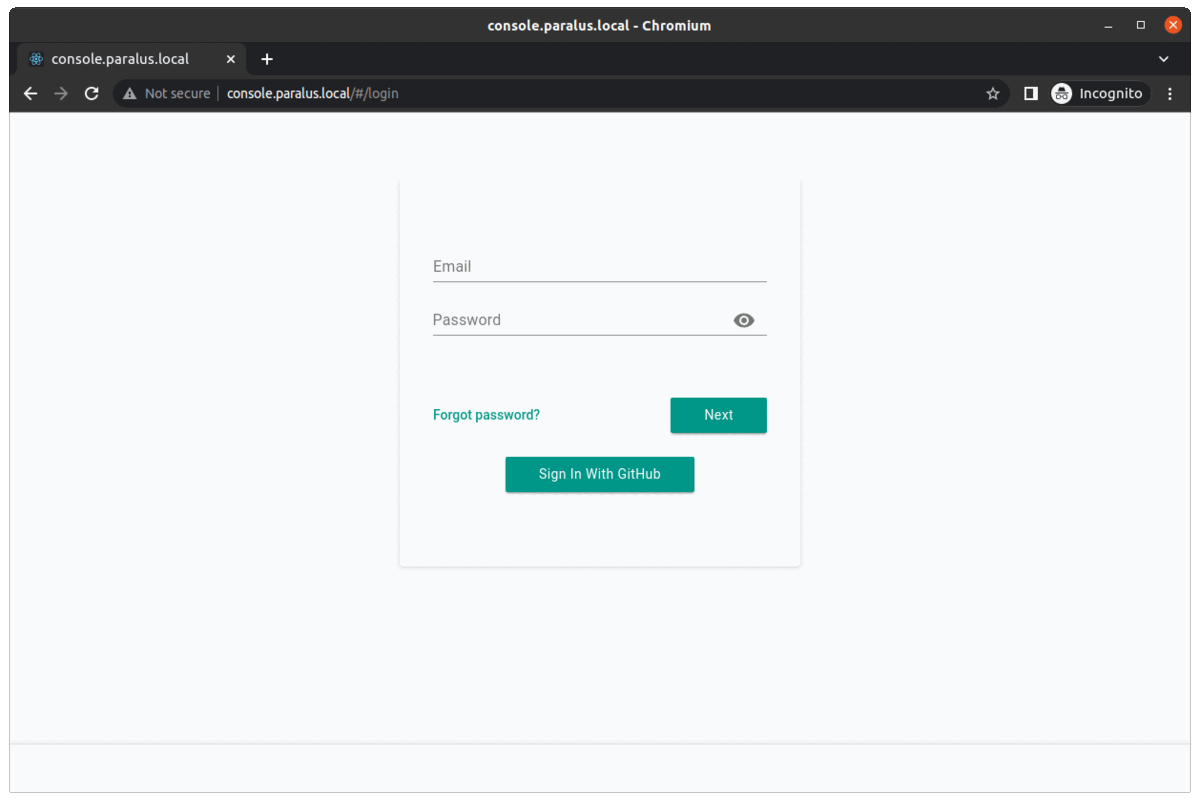 console.paralus.local - Chromium
console.paralus.local
Not secure | console.paralus.local/#/login
Incognito
Email
Password
Forgot password?
Next
Sign In With GitHub